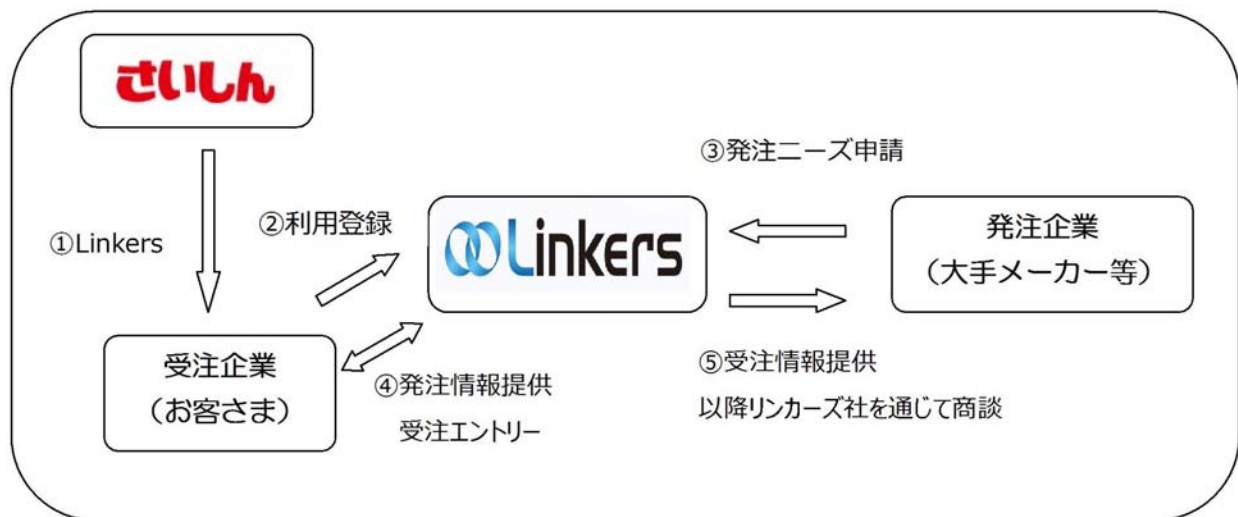 さいしん
③発注ニーズ申請
①Linkers
②利用登録
Linkers
発注企業
（大手メーカー等）
受注企業
（お客さま）
④発注情報提供
受注エントリー
⑤受注情報提供
以降リンカーズ社を通じて商談